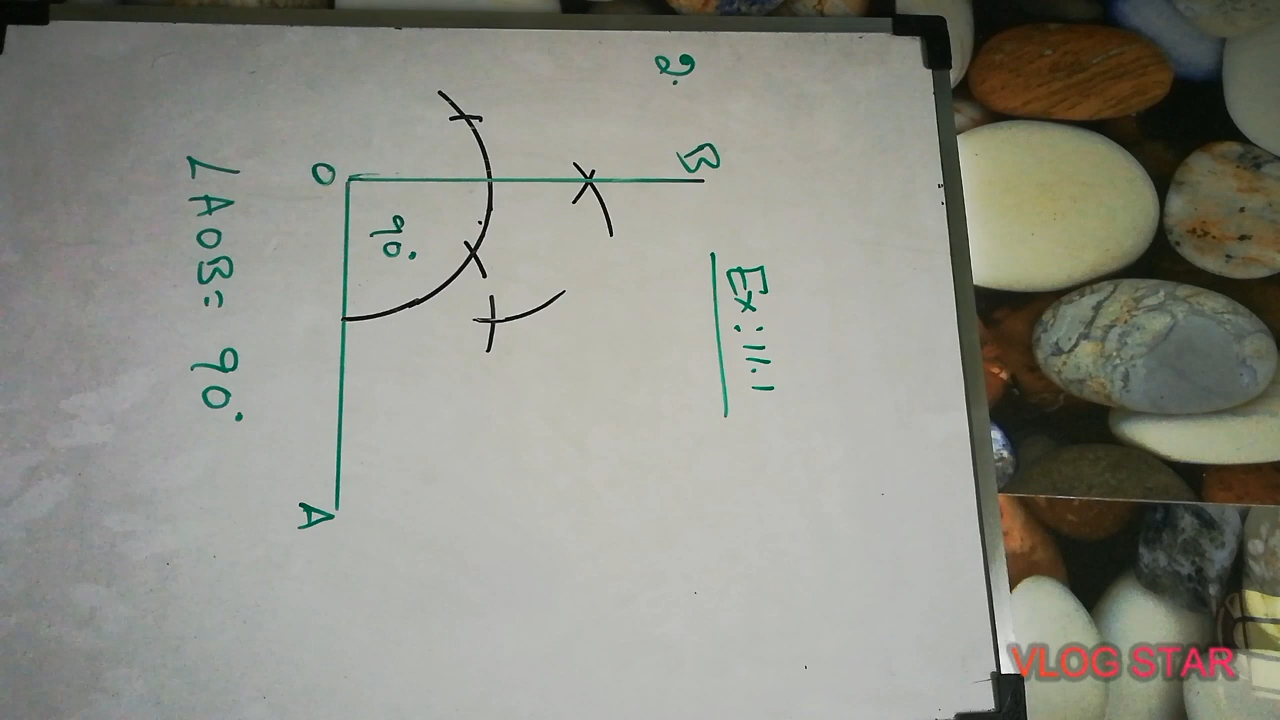 Ex:11.1
2.
B
90°
O
A
∠AOB= 90°
VLOG STAR